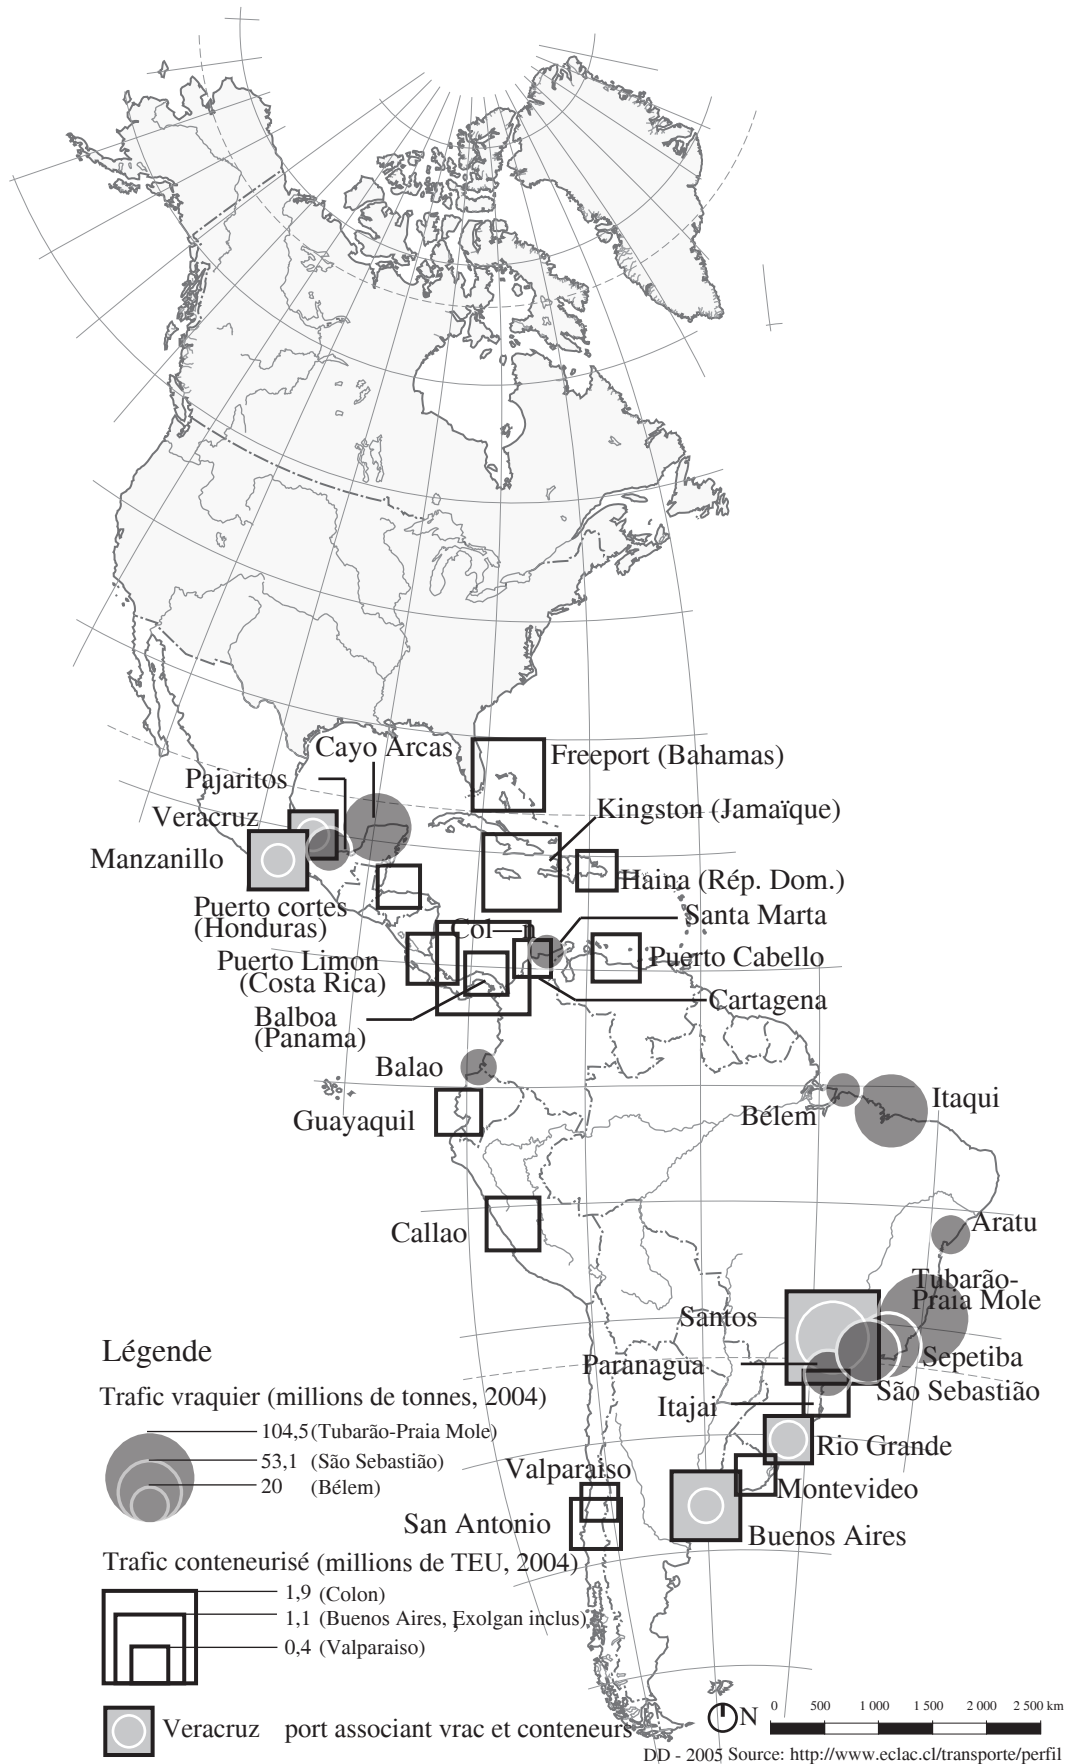 Cayo Arcas
Freeport (Bahamas)
Pajaritos
Kingston (Jamaïque)
Veracruz
Manzanillo
Haina (Rép. Dom.)
Puerto cortes
(Honduras)
Santa Marta
Col—n
Puerto Limon
(Costa Rica)
Puerto Cabello
Cartagena
Balboa
(Panama)
Balao
Itaqui
Bélem
Guayaquil
Aratu
Callao
Tubarão-
Praia Mole
Santos
Sepetiba
Paranagua
São Sebastião
Itajai
Rio Grande
Valparaiso
Montevideo
San Antonio
Buenos Aires
Légende
Trafic vraquier (millions de tonnes, 2004)
104,5 (Tubarão-Praia Mole)
53,1 (São Sebastião)
20 (Bélem)
Trafic conteneurisé (millions de TEU, 2004)
1,9 (Colon)
1,1 (Buenos Aires, Exolgan inclus)
0,4 (Valparaiso)
Veracruz port associant vrac et conteneurs
N
0 500 1 000 1 500 2 000 2 500 km
DD - 2005 Source: http://www.eclac.cl/transporte/perfil